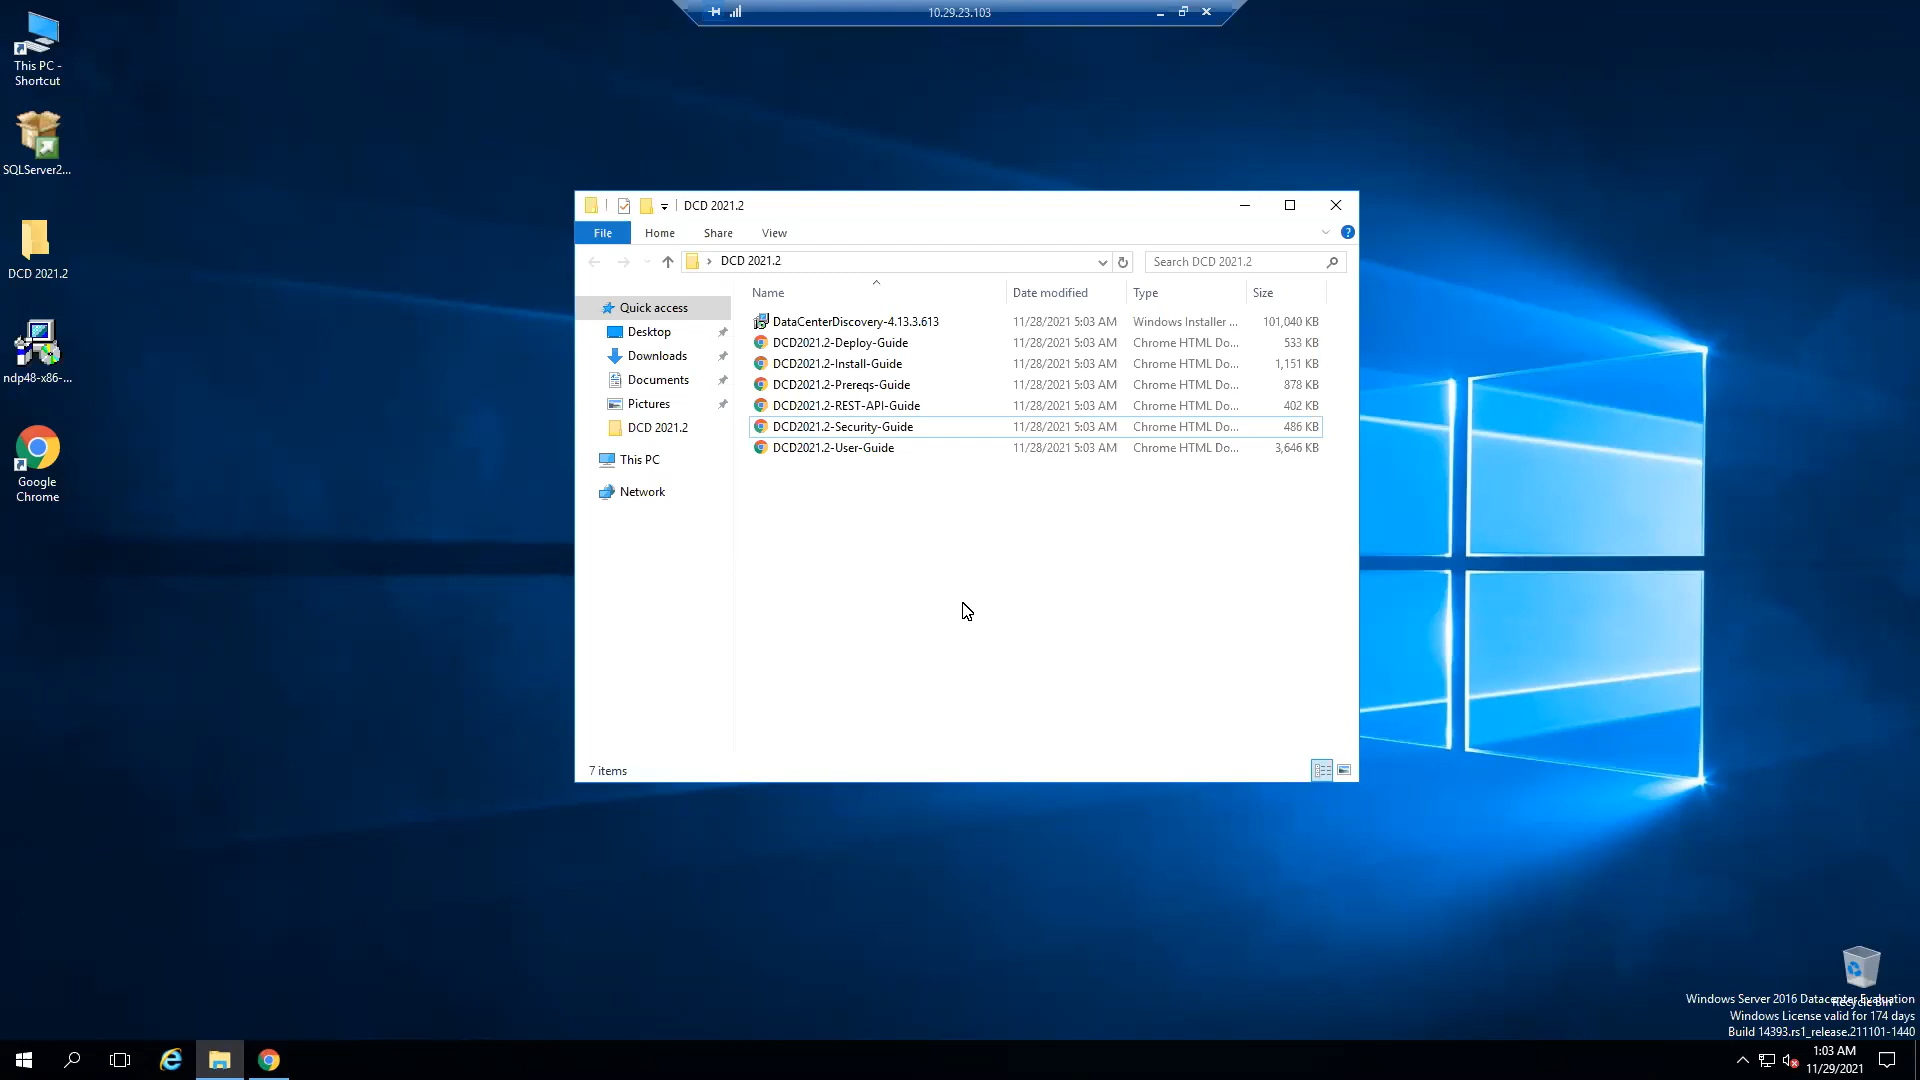 10.29.23.103
This PC -
Shortcut
SQLServer2...
DCD 2021.2
ndp48-x86-...
Google
Chrome
DCD 2021.2
File Home Share View
DCD 2021.2
Search DCD 2021.2
Quick access
Desktop
Downloads
Documents
Pictures
DCD 2021.2
This PC
Network
Name Date modified Type Size
DataCenterDiscovery-4.13.3.613 11/28/2021 5:03 AM Windows Installer ... 101,040 KB
DCD2021.2-Deploy-Guide 11/28/2021 5:03 AM Chrome HTML Do... 533 KB
DCD2021.2-Install-Guide 11/28/2021 5:03 AM Chrome HTML Do... 1,151 KB
DCD2021.2-Prereqs-Guide 11/28/2021 5:03 AM Chrome HTML Do... 878 KB
DCD2021.2-REST-API-Guide 11/28/2021 5:03 AM Chrome HTML Do... 402 KB
DCD2021.2-Security-Guide 11/28/2021 5:03 AM Chrome HTML Do... 486 KB
DCD2021.2-User-Guide 11/28/2021 5:03 AM Chrome HTML Do... 3,646 KB
7 items
Windows Server 2016 Datacenter Evaluation
Recycle Bin
Windows License valid for 174 days
Build 14393.rs1_release.211101-1440
1:03 AM
11/29/2021